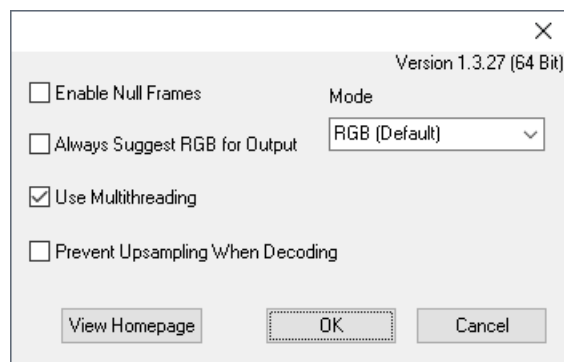 Version 1.3.27 (64 Bit)
Enable Null Frames
Mode
Always Suggest RGB for Output
RGB (Default)
Use Multithreading
Prevent Upsampling When Decoding
View Homepage
OK
Cancel